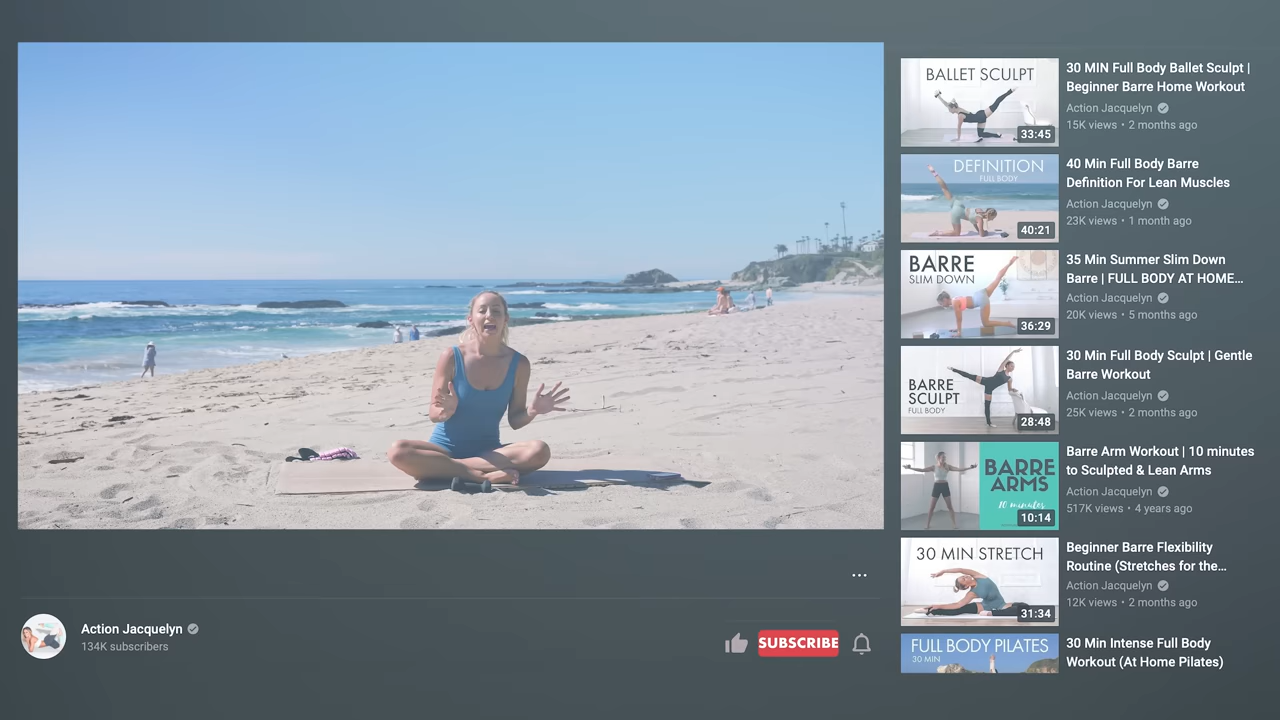 BALLET SCULPT
33:45
30 MIN Full Body Ballet Sculpt |
Beginner Barre Home Workout
Action Jacquelyn
15K views • 2 months ago
DEFINITION
FULL BODY
40:21
40 Min Full Body Barre
Definition For Lean Muscles
Action Jacquelyn
23K views • 1 month ago
BARRE
SLIM DOWN
36:29
35 Min Summer Slim Down
Barre | FULL BODY AT HOME…
Action Jacquelyn
20K views • 5 months ago
BARRE
SCULPT
FULL BODY
28:48
30 Min Full Body Sculpt | Gentle
Barre Workout
Action Jacquelyn
25K views • 2 months ago
BARRE
ARMS
10 minutes
10:14
Barre Arm Workout | 10 minutes
to Sculpted & Lean Arms
Action Jacquelyn
517K views • 4 years ago
30 MIN STRETCH
31:34
Beginner Barre Flexibility
Routine (Stretches for the…
Action Jacquelyn
12K views • 2 months ago
FULL BODY PILATES
30 MIN
30 Min Intense Full Body
Workout (At Home Pilates)
Action Jacquelyn
134K subscribers
SUBSCRIBE